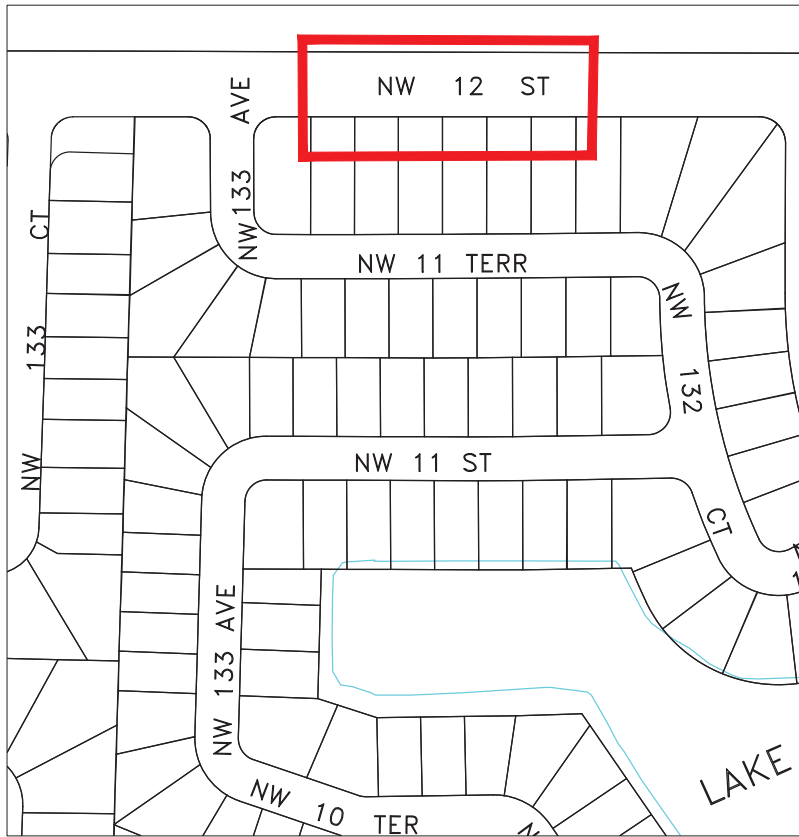 NW 12 ST
NW 133 AVE
NW 133 CT
NW 11 TERR
NW 132 CT
NW 11 ST
NW 133 AVE
NW 10 TER
LAKE